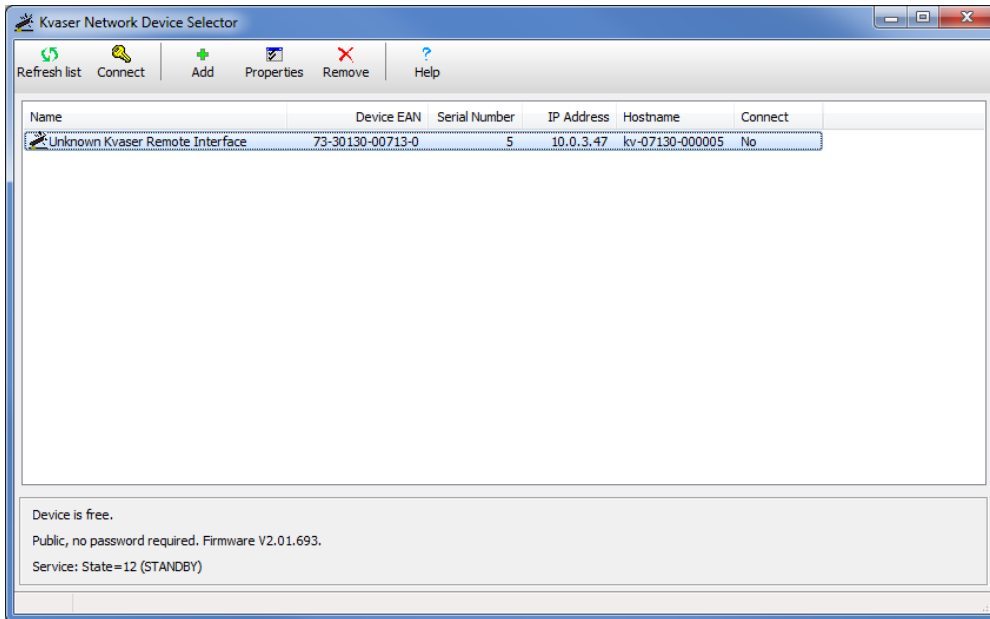 Kvaser Network Device Selector
Refresh list Connect Add Properties Remove Help
Name Device EAN Serial Number IP Address Hostname Connect
Unknown Kvaser Remote Interface 73-30130-00713-0 5 10.0.3.47 kv-07130-000005 No
Device is free.
Public, no password required. Firmware V2.01.693.
Service: State=12 (STANDBY)